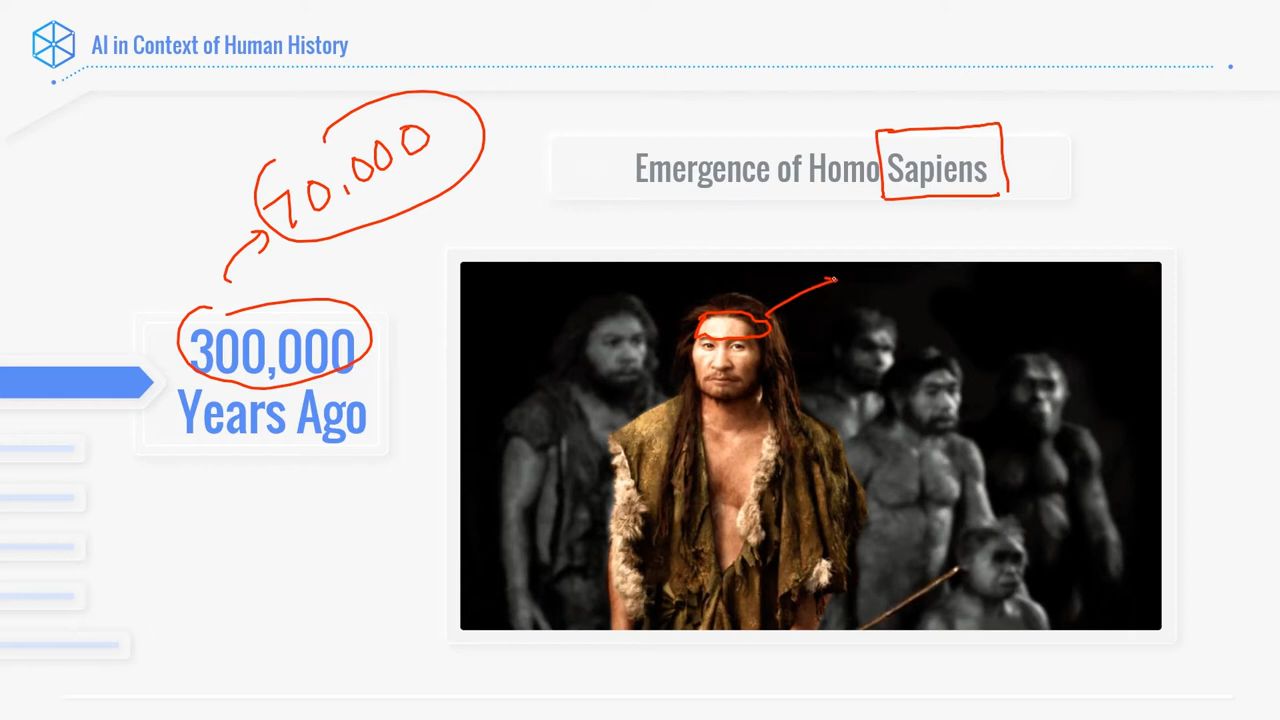 AI in Context of Human History
70,000
Emergence of Homo Sapiens
300,000
Years Ago